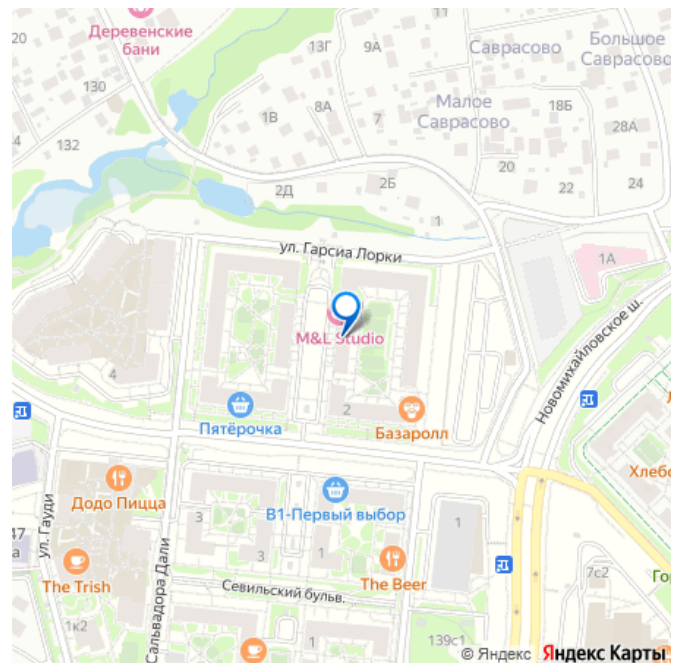 Деревенские
бани
13Г
9А
Саврасово
Большое
Саврасово
130
1В
8А
7
Малое
Саврасово
18Б
28А
132
2Д
2Б
20
22
24
1
ул. Гарсиа Лорки
1А
M&L Studio
4
Новомихайловское ш.
2
Пятёрочка
Базаролл
Хлебо
Додо Пицца
В1-Первый выбор
47
а
ул. Гауди
3
3
1
1
The Trish
The Beer
7с2
Го
Севильский бульв.
Сальвадора Дали
1к2
1
139с1
© Яндекс Яндекс Карты